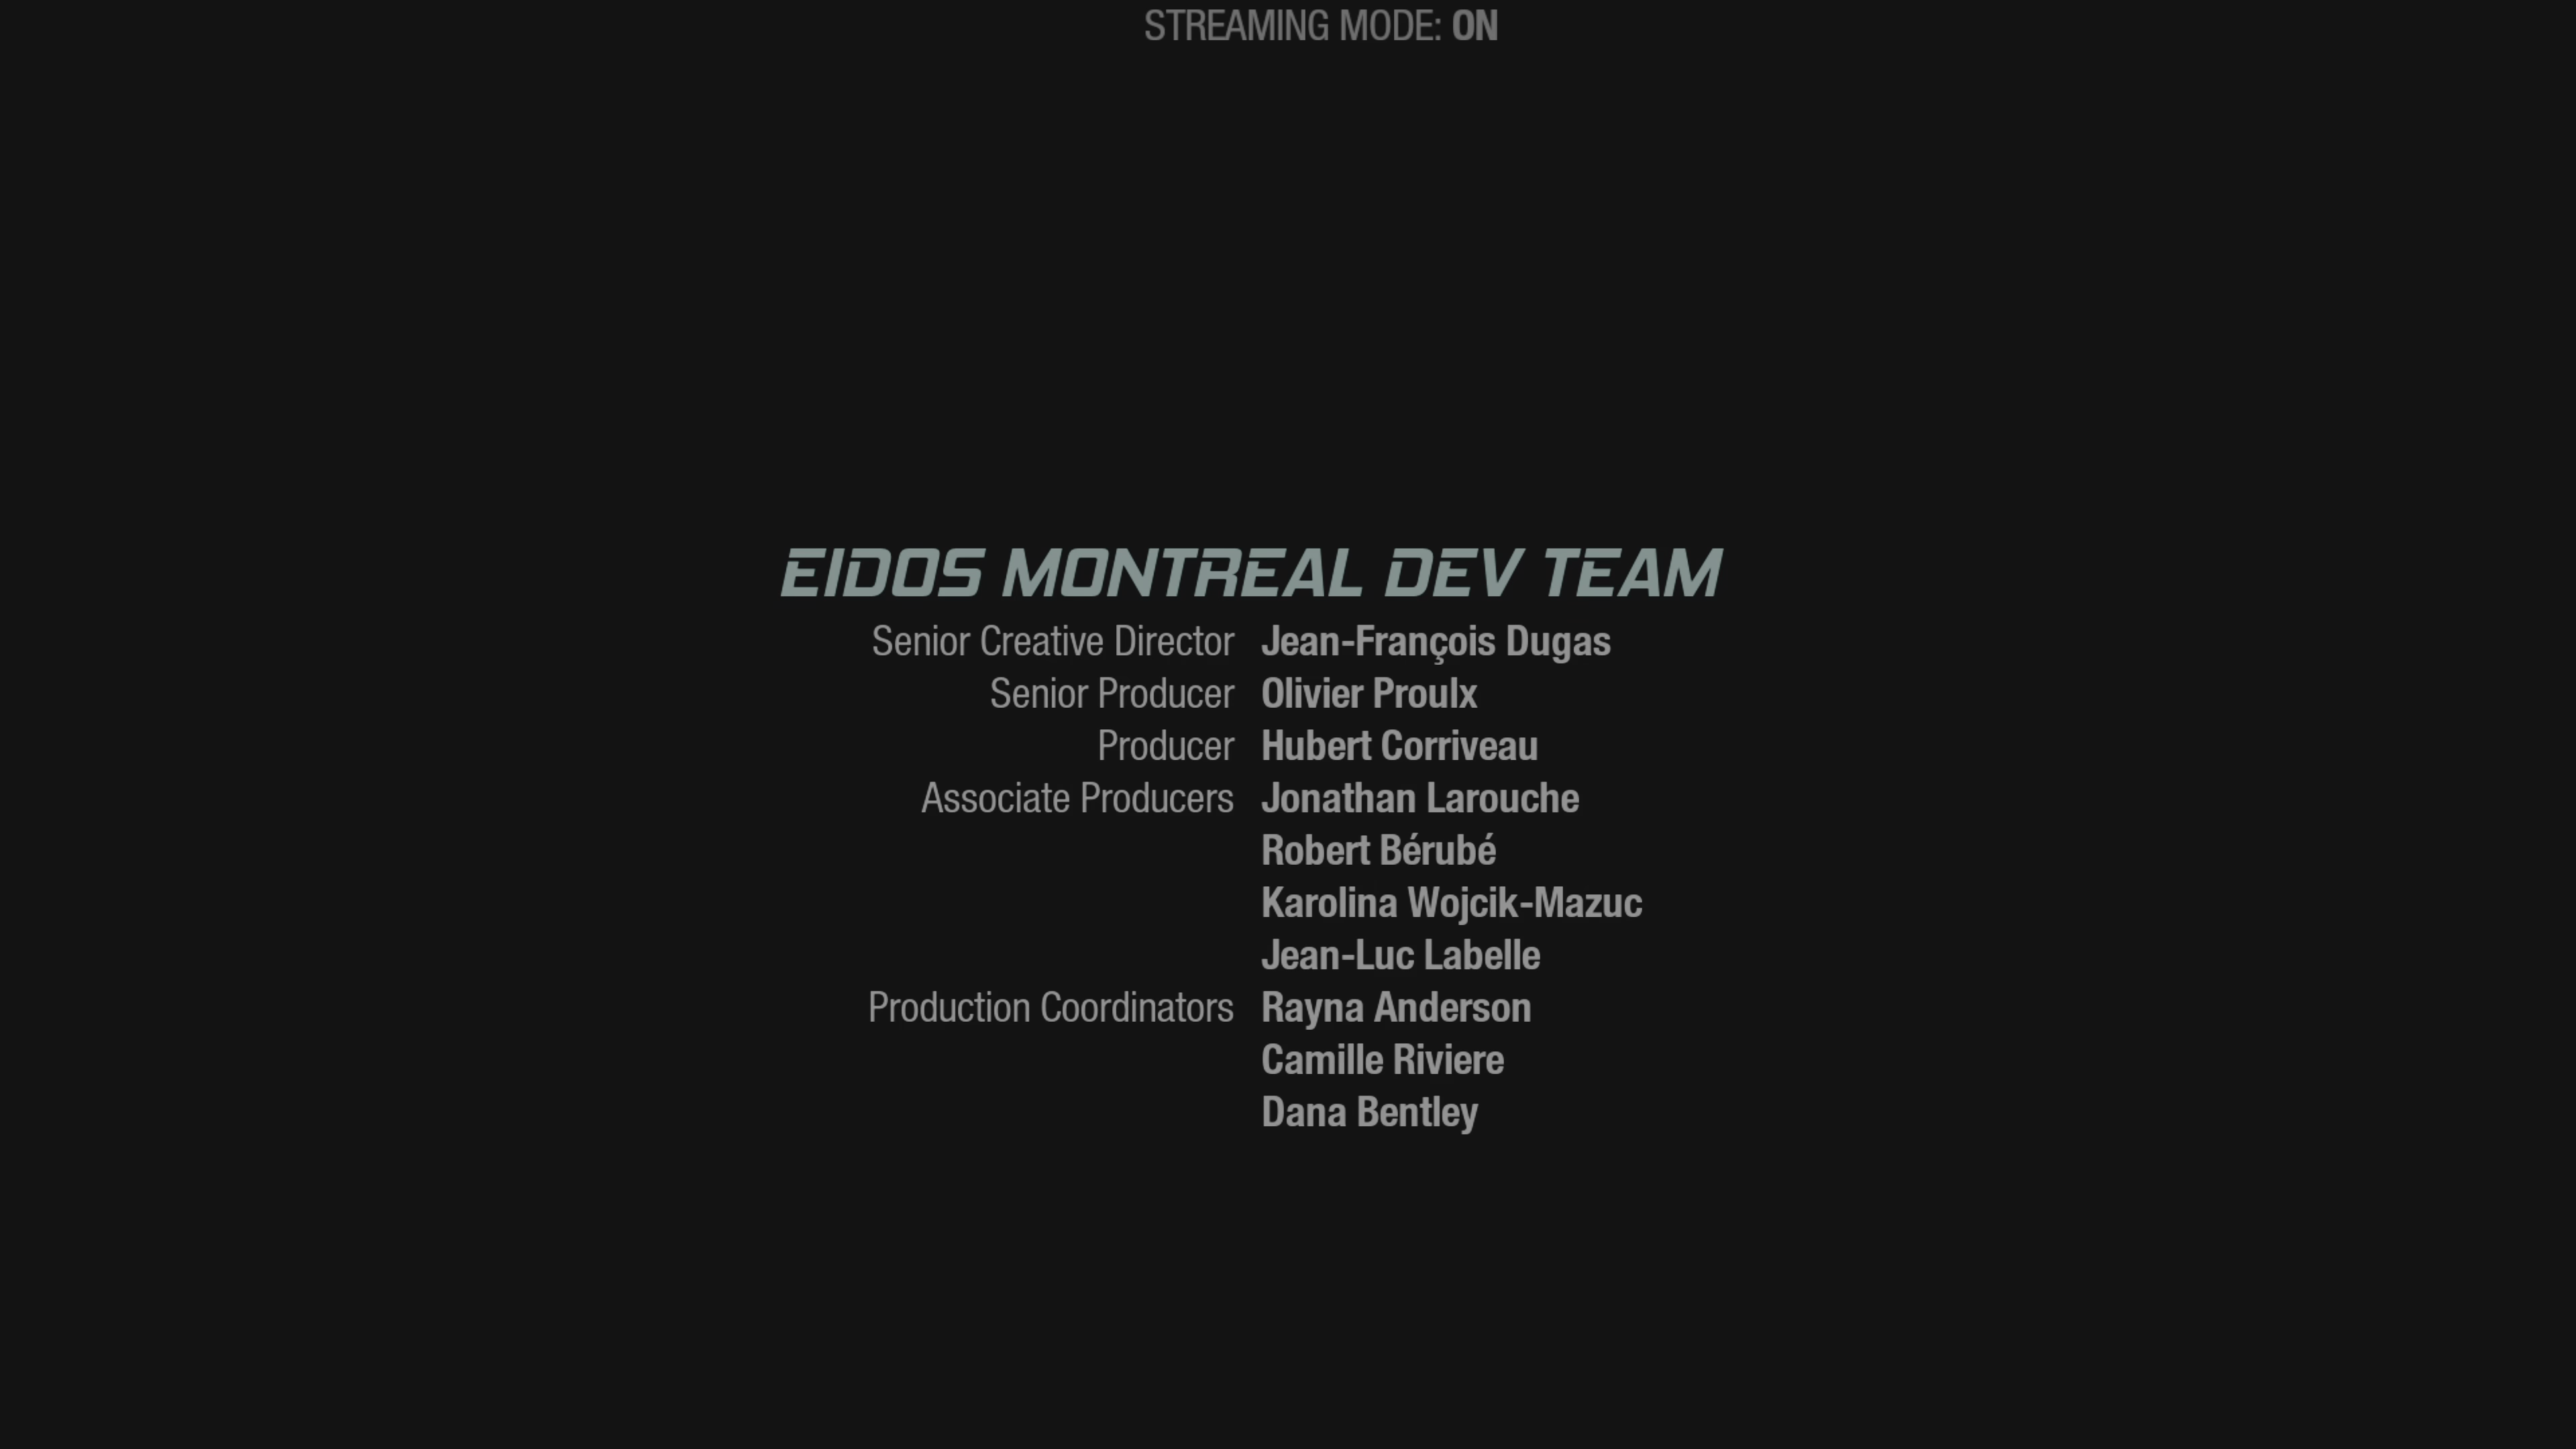 STREAMING MODE: ON
EIDOS MONTREAL DEV TEAM
Senior Creative Director Jean-François Dugas
Senior Producer Olivier Proulx
Producer Hubert Corriveau
Associate Producers Jonathan Larouche
Robert Bérubé
Karolina Wojcik-Mazuc
Jean-Luc Labelle
Production Coordinators Rayna Anderson
Camille Riviere
Dana Bentley